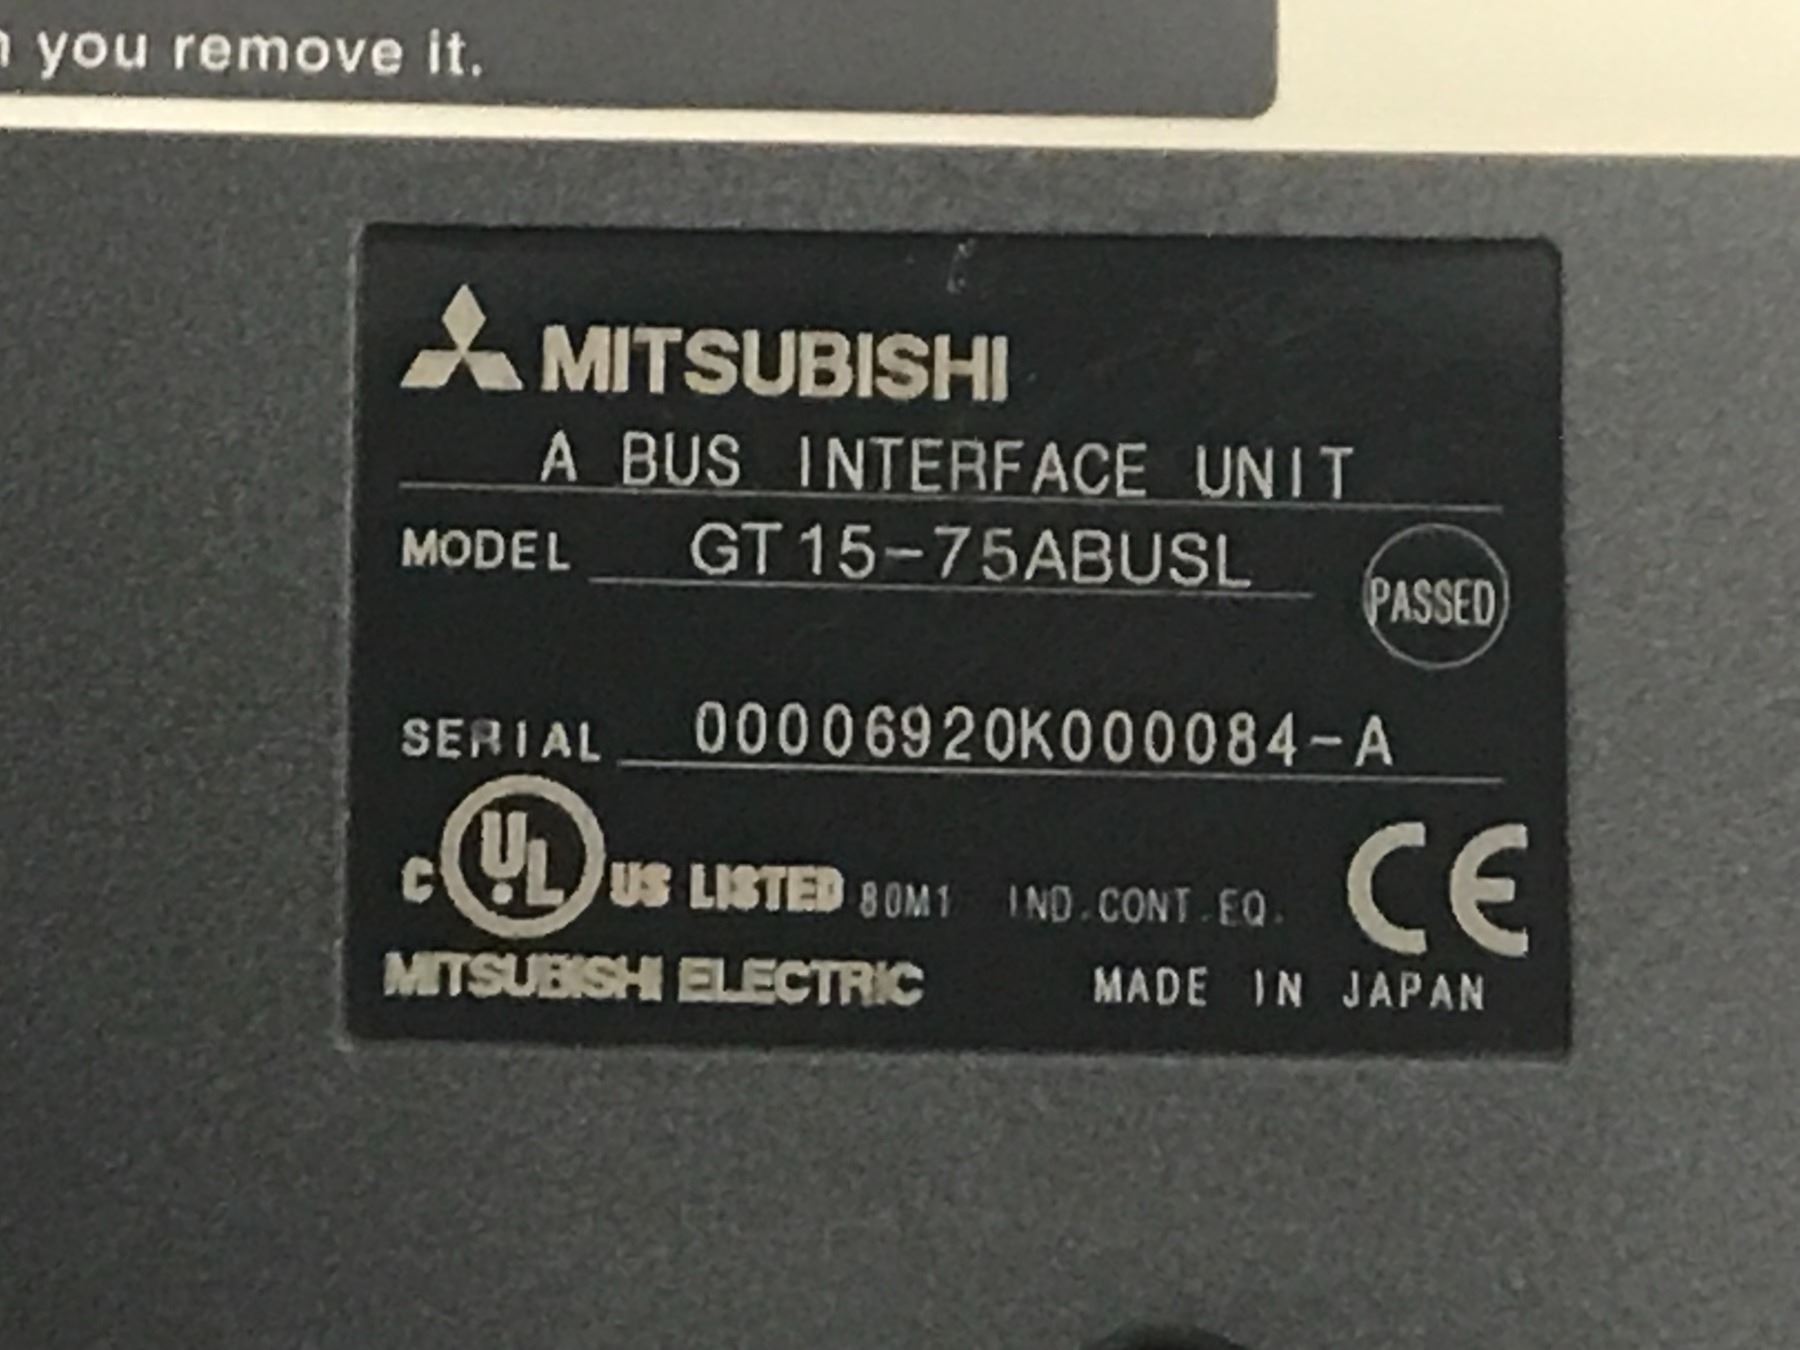 you remove it.
MITSUBISHI
A BUS INTERFACE UNIT
MODEL GT15-75ABUSL
PASSED
SERIAL 00006920K000084-A
C UL US LISTED 80M1 IND.CONT.EQ. CE
MITSUBISHI ELECTRIC MADE IN JAPAN